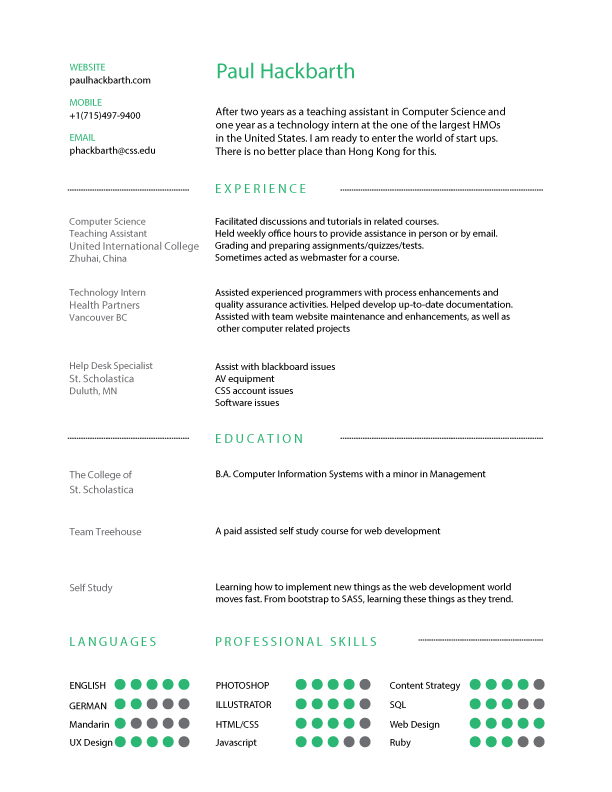 WEBSITE
paulhackbarth.com
MOBILE
+1(715)497-9400
EMAIL
phackbarth@css.edu
Paul Hackbarth
After two years as a teaching assistant in Computer Science and
one year as a technology intern at the one of the largest HMOs
in the United States. I am ready to enter the world of start ups.
There is no better place than Hong Kong for this.
EXPERIENCE
Computer Science
Teaching Assistant
United International College
Zhuhai, China
Facilitated discussions and tutorials in related courses.
Held weekly office hours to provide assistance in person or by email.
Grading and preparing assignments/quizzes/tests.
Sometimes acted as webmaster for a course.
Technology Intern
Health Partners
Vancouver BC
Assisted experienced programmers with process enhancements and
quality assurance activities. Helped develop up-to-date documentation.
Assisted with team website maintenance and enhancements, as well as
other computer related projects
Help Desk Specialist
St. Scholastica
Duluth, MN
Assist with blackboard issues
AV equipment
CSS account issues
Software issues
EDUCATION
The College of
St. Scholastica
B.A. Computer Information Systems with a minor in Management
Team Treehouse
A paid assisted self study course for web development
Self Study
Learning how to implement new things as the web development world
moves fast. From bootstrap to SASS, learning these things as they trend.
LANGUAGES
ENGLISH
GERMAN
Mandarin
UX Design
PROFESSIONAL SKILLS
PHOTOSHOP
ILLUSTRATOR
HTML/CSS
Javascript
Content Strategy
SQL
Web Design
Ruby